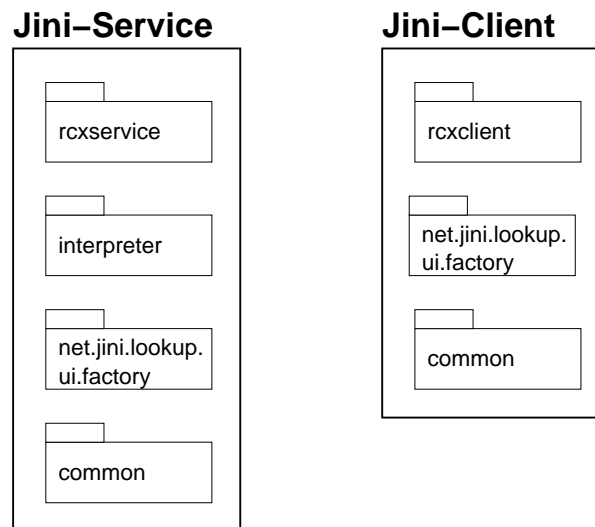 Jini–Service
Jini–Client
rcxservice
rcxclient
interpreter
net.jini.lookup.
ui.factory
net.jini.lookup.
ui.factory
common
common